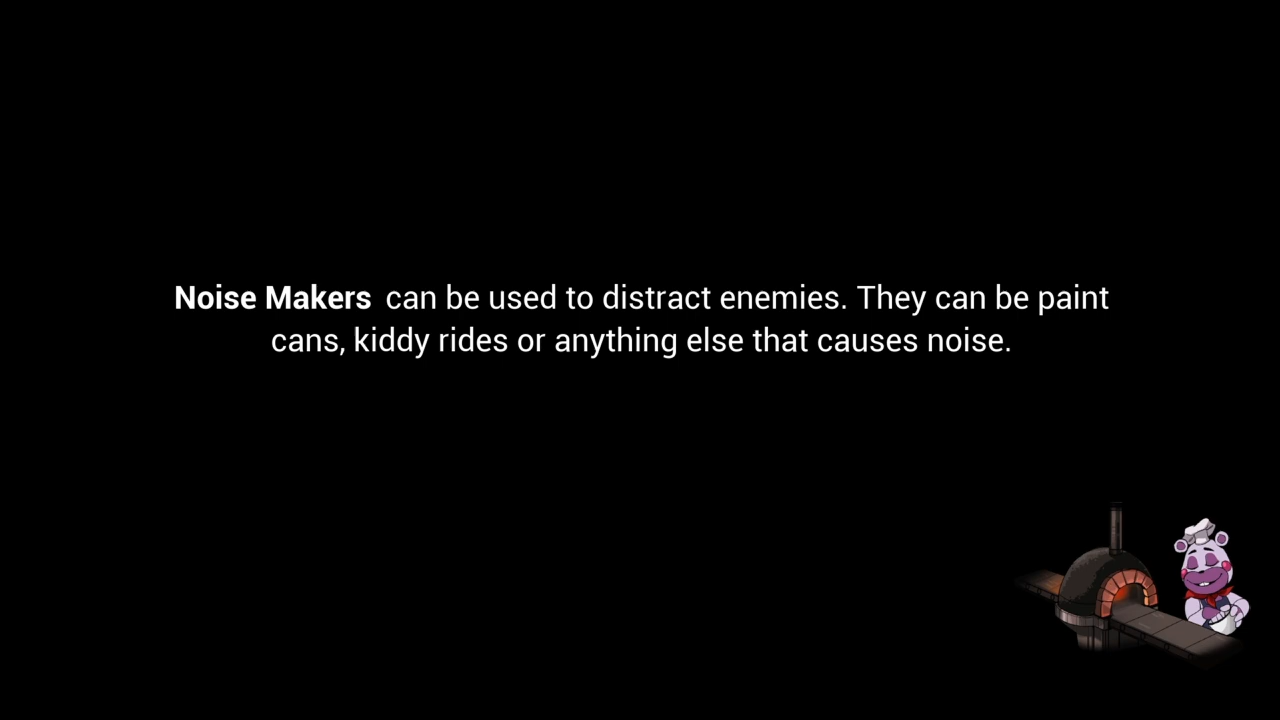 Noise Makers can be used to distract enemies. They can be paint
cans, kiddy rides or anything else that causes noise.